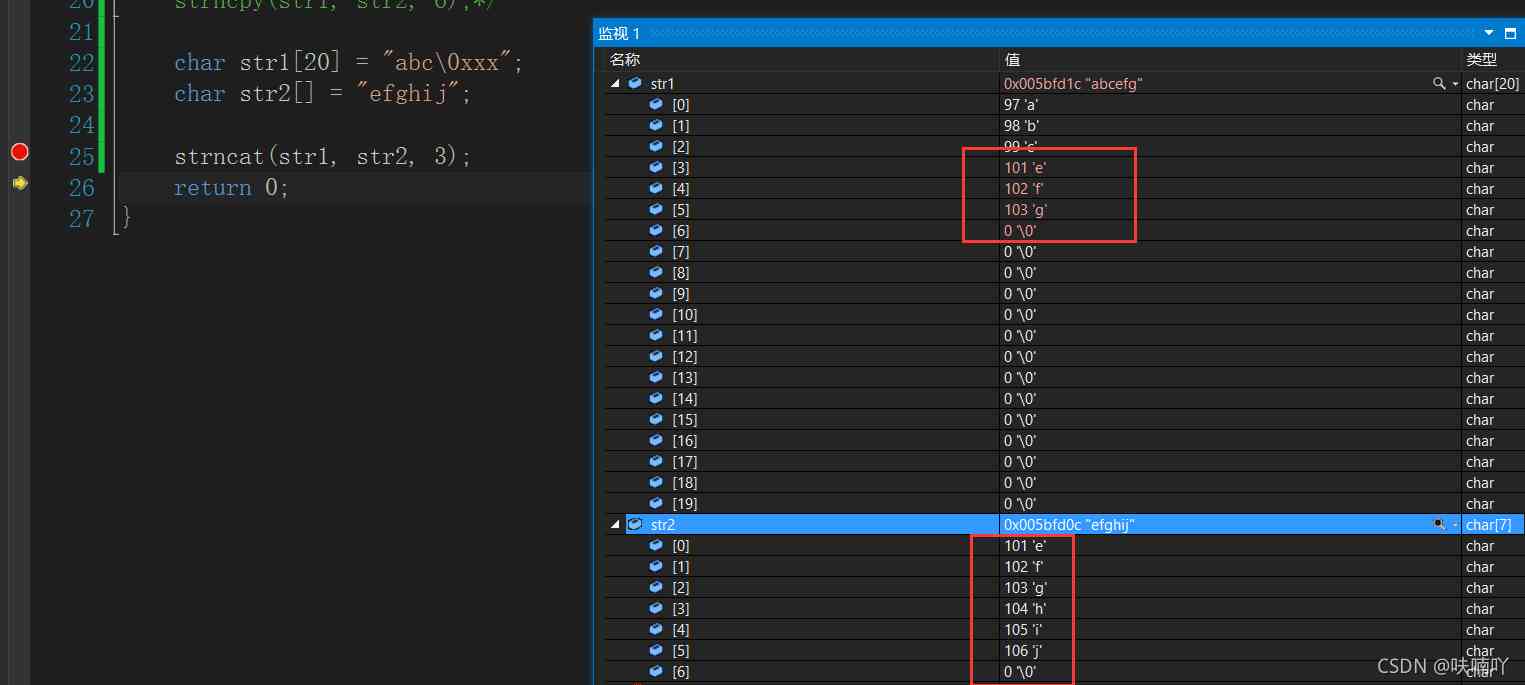 20 strncpy(str1, str2, 6);*/
21
22 char str1[20] = "abc\0xxx";
23 char str2[] = "efghij";
24
25 strncat(str1, str2, 3);
26 return 0;
27 }
监视 1
名称 值 类型
str1 0x005bfd1c "abcefg" char[20]
[0] 97 'a' char
[1] 98 'b' char
[2] 99 'c' char
[3] 101 'e' char
[4] 102 'f' char
[5] 103 'g' char
[6] 0 '\0' char
[7] 0 '\0' char
[8] 0 '\0' char
[9] 0 '\0' char
[10] 0 '\0' char
[11] 0 '\0' char
[12] 0 '\0' char
[13] 0 '\0' char
[14] 0 '\0' char
[15] 0 '\0' char
[16] 0 '\0' char
[17] 0 '\0' char
[18] 0 '\0' char
[19] 0 '\0' char
str2 0x005bfd0c "efghij" char[7]
[0] 101 'e' char
[1] 102 'f' char
[2] 103 'g' char
[3] 104 'h' char
[4] 105 'i' char
[5] 106 'j' char
[6] 0 '\0' char
CSDN @呋喃吖